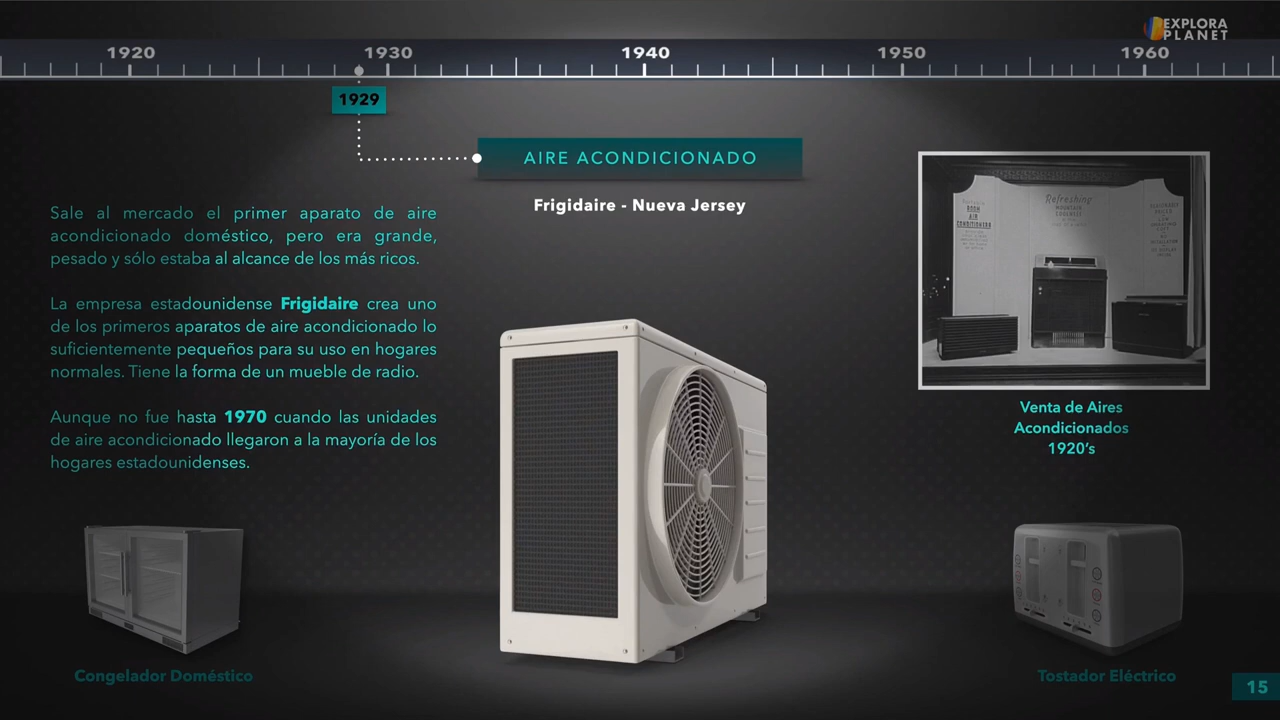 EXPLORA
PLANET
1920
1930
1940
1950
1960
1929
AIRE ACONDICIONADO
Frigidaire - Nueva Jersey
Sale al mercado el primer aparato de aire
acondicionado doméstico, pero era grande,
pesado y sólo estaba al alcance de los más ricos.
La empresa estadounidense Frigidaire crea uno
de los primeros aparatos de aire acondicionado lo
suficientemente pequeños para su uso en hogares
normales. Tiene la forma de un mueble de radio.
Aunque no fue hasta 1970 cuando las unidades
de aire acondicionado llegaron a la mayoría de los
hogares estadounidenses.
Refreshing
MOUNTAIN
COOLNESS
ROOM
AIR
CONDITIONER
Venta de Aires
Acondicionados
1920's
Congelador Doméstico
Tostador Eléctrico
15